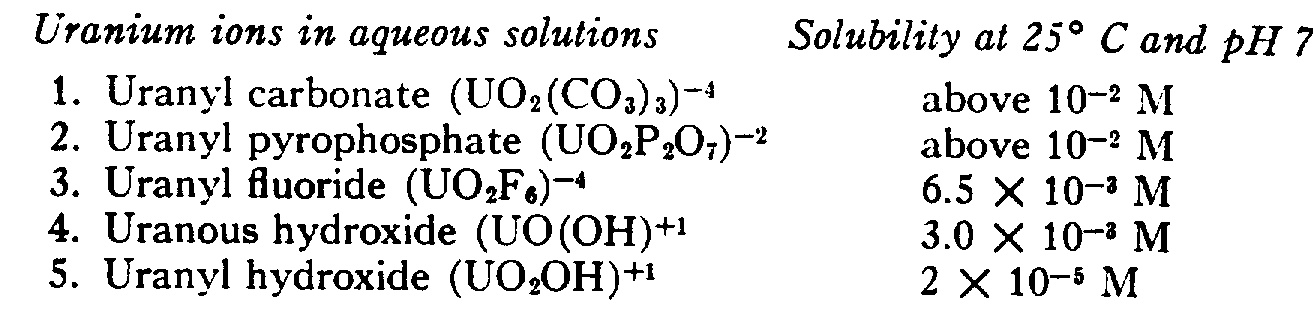 Uranium ions in aqueous solutions Solubility at 25° C and pH 7
1. Uranyl carbonate (UO₂(CO₃)₃)⁻⁴ above 10⁻² M
2. Uranyl pyrophosphate (UO₂P₂O₇)⁻² above 10⁻² M
3. Uranyl fluoride (UO₂F₆)⁻⁴ 6.5 × 10⁻³ M
4. Uranous hydroxide (UO(OH)⁺¹ 3.0 × 10⁻³ M
5. Uranyl hydroxide (UO₂OH)⁺¹ 2 × 10⁻⁵ M